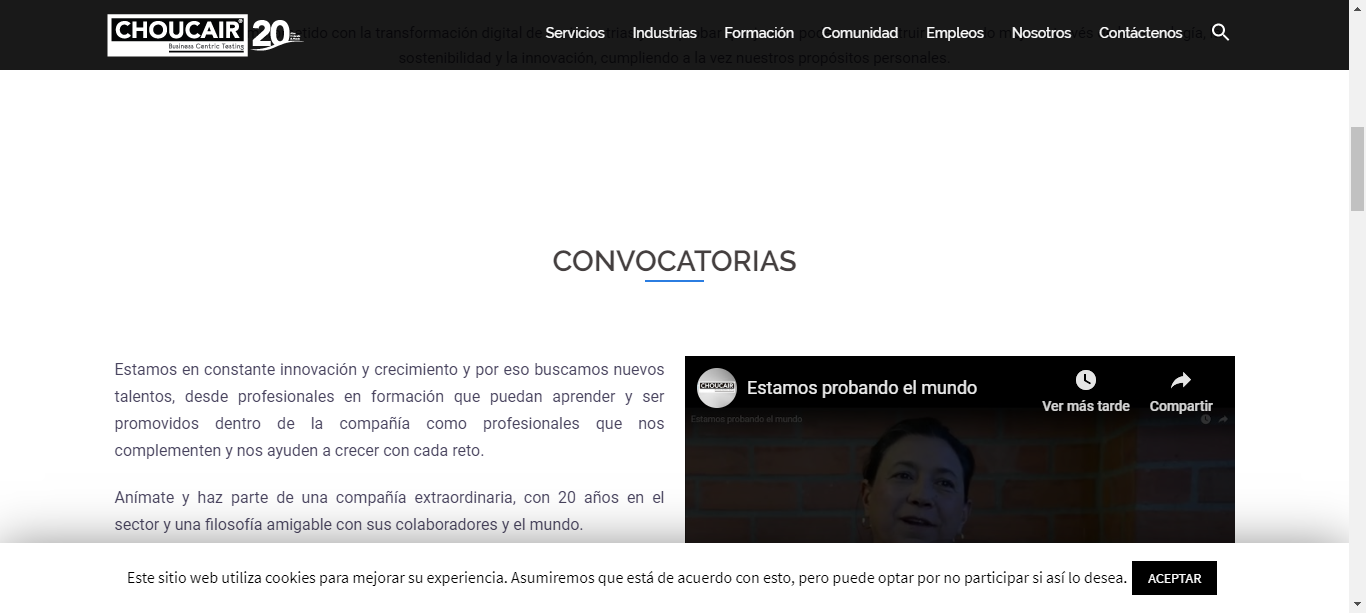 CHOUCAIR
Business Centric Testing
20
Servicios Industrias Formación Comunidad Empleos Nosotros Contáctenos
tido con la transformación digital de
sostenibilidad y la innovación, cumpliendo a la vez nuestros propósitos personales.
CONVOCATORIAS
Estamos en constante innovación y crecimiento y por eso buscamos nuevos
talentos, desde profesionales en formación que puedan aprender y ser
promovidos dentro de la compañía como profesionales que nos
complementen y nos ayuden a crecer con cada reto.
Anímate y haz parte de una compañía extraordinaria, con 20 años en el
sector y una filosofía amigable con sus colaboradores y el mundo.
CHOUCAIR
Estamos probando el mundo
Ver más tarde
Compartir
Estamos probando el mundo
Este sitio web utiliza cookies para mejorar su experiencia. Asumiremos que está de acuerdo con esto, pero puede optar por no participar si así lo desea. ACEPTAR